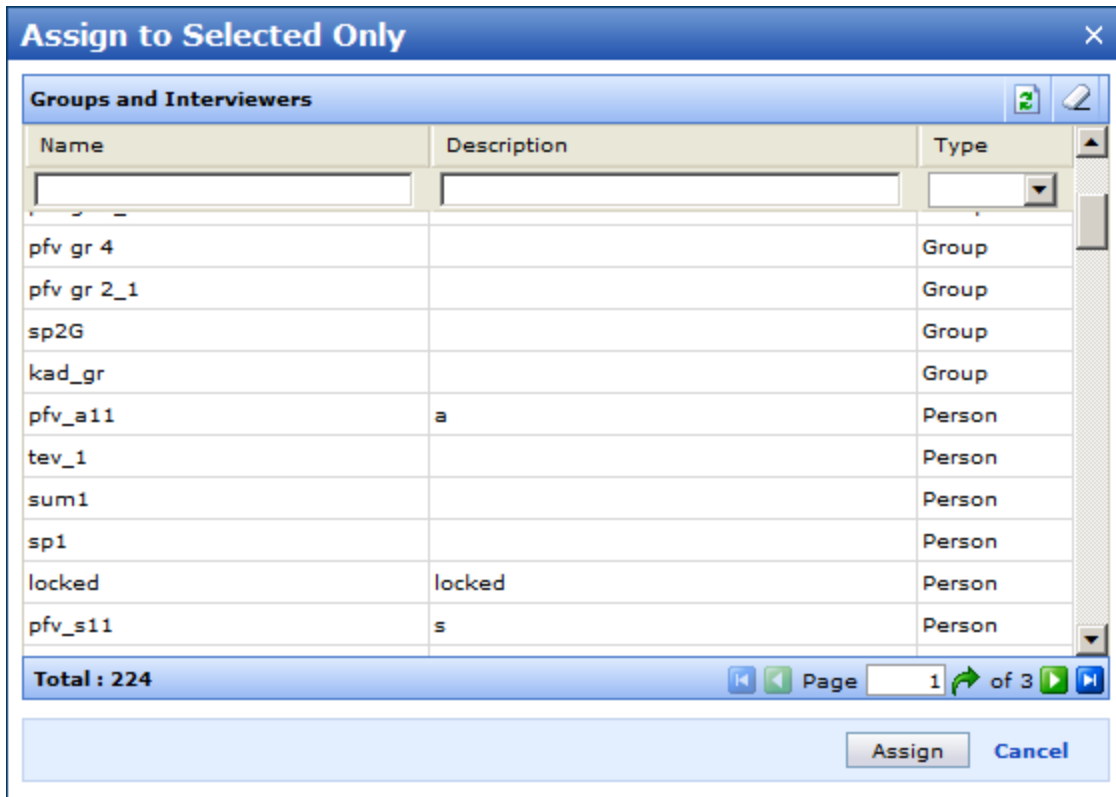 Assign to Selected Only
Groups and Interviewers
Name Description Type
pfv gr 4 Group
pfv gr 2_1 Group
sp2G Group
kad_gr Group
pfv_a11 a Person
tev_1 Person
sum1 Person
sp1 Person
locked locked Person
pfv_s11 s Person
Total : 224 Page 1 of 3
Assign Cancel